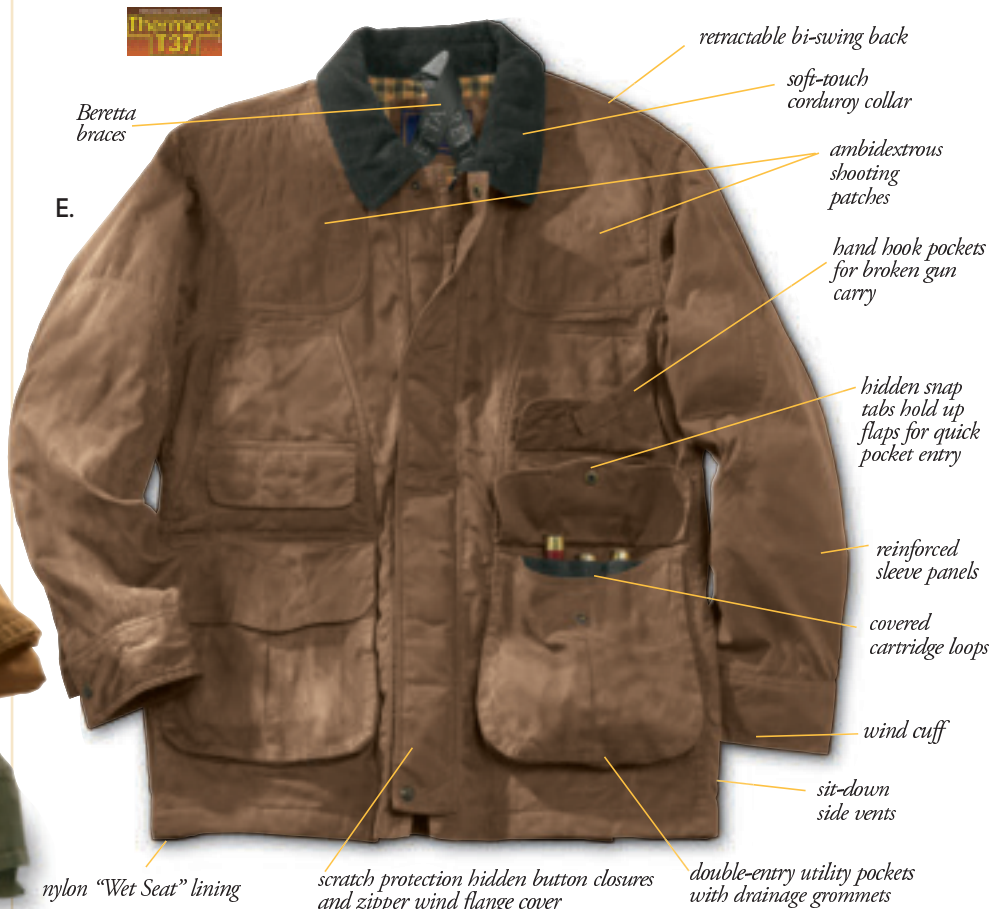 Thermore
T37
retractable bi-swing back
soft-touch
corduroy collar
Beretta
braces
ambidextrous
shooting
patches
E.
hand hook pockets
for broken gun
carry
hidden snap
tabs hold up
flaps for quick
pocket entry
reinforced
sleeve panels
covered
cartridge loops
wind cuff
sit-down
side vents
nylon “Wet Seat” lining
scratch protection hidden button closures
and zipper wind flange cover
double-entry utility pockets
with drainage grommets